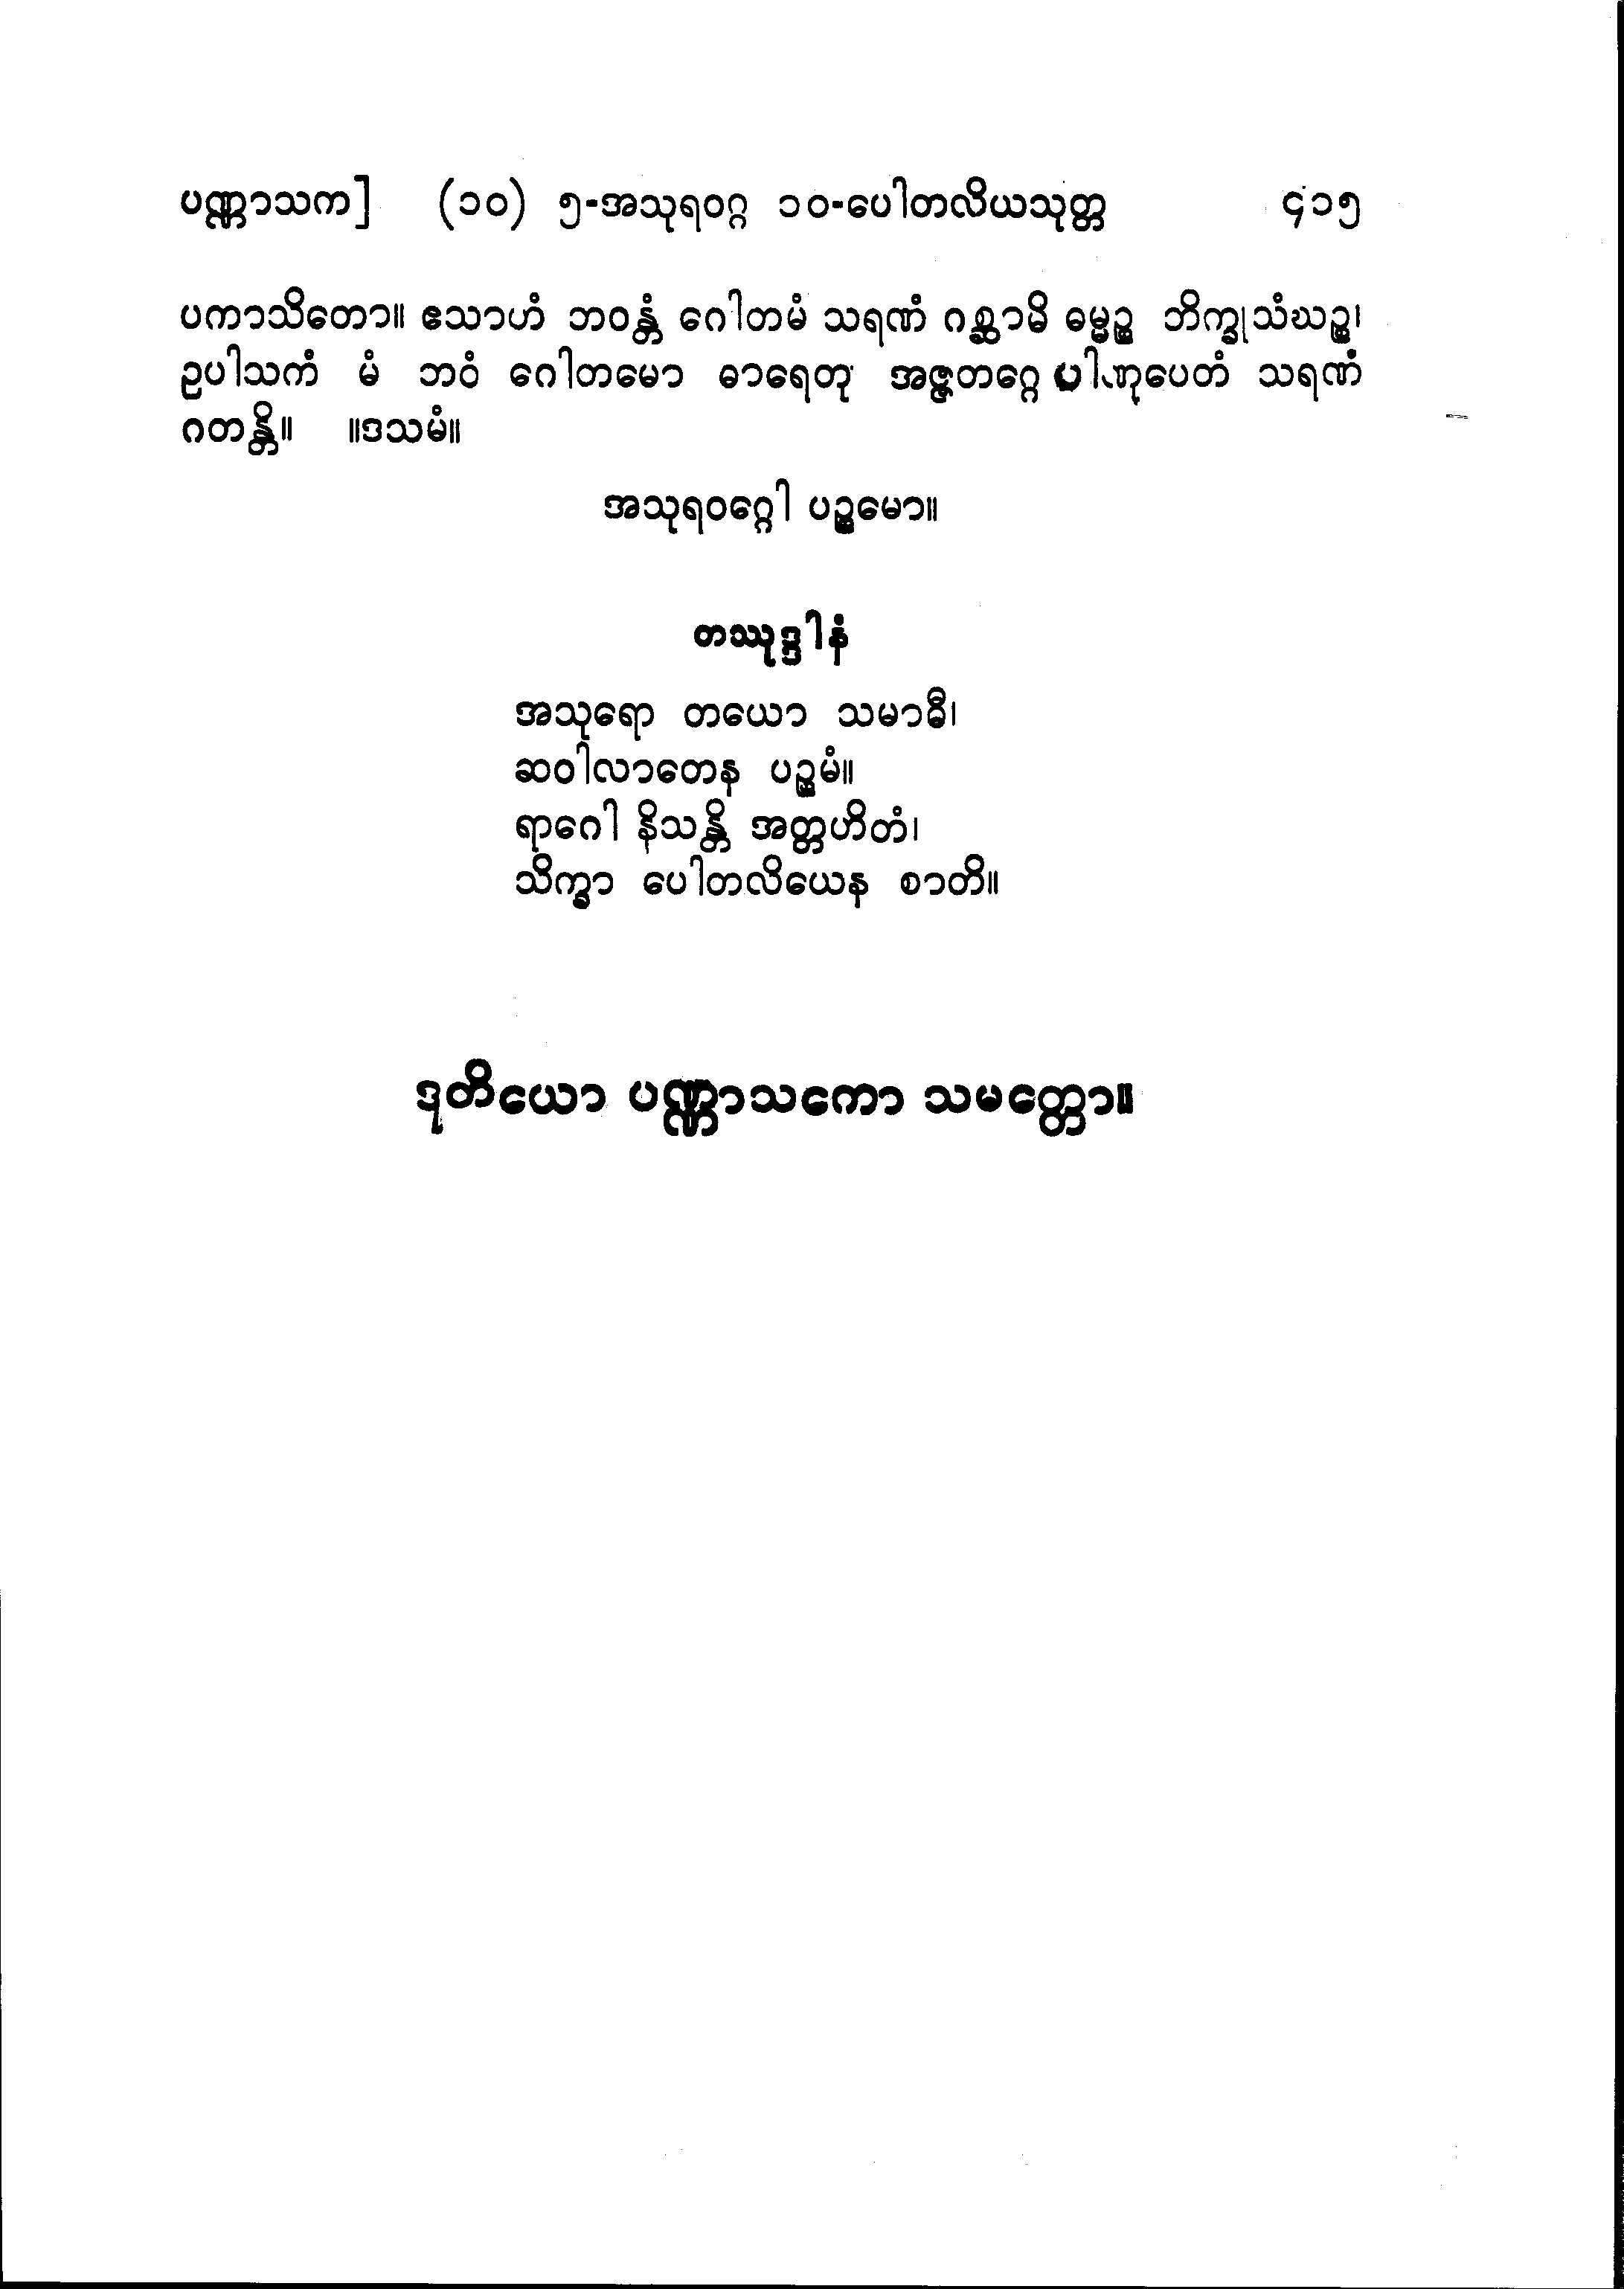 ပဏ္ဏာသက] (၁၀) ၅-အသုရဝဂ္ဂ ၁၀-ပေါတလိယသုတ္တ ၄၁၅
ပကာသိတော။ ဧသာဟံ ဘဝန္တံ ဂေါတမံ သရဏံ ဂစ္ဆာမိ ဓမ္မဉ္စ ဘိက္ခုသံဃဉ္စ၊
ဥပါသကံ မံ ဘဝံ ဂေါတမော ဓာရေတု အဇ္ဇတဂ္ဂေ ပါဏုပေတံ သရဏံ
ဂတန္တိ။ ။ဒသမံ။
အသုရဝဂ္ဂေါ ပဉ္စမော။
တဿုဒ္ဒါနံ
အသုရော တယော သမာဓီ၊
ဆဝါလာတေန ပဉ္စမံ။
ရာဂေါ နိသန္တိ အတ္တဟိတံ၊
သိက္ခာ ပေါတလိယေန စာတိ။
ဒုတိယော ပဏ္ဏာသကော သမတ္တော။